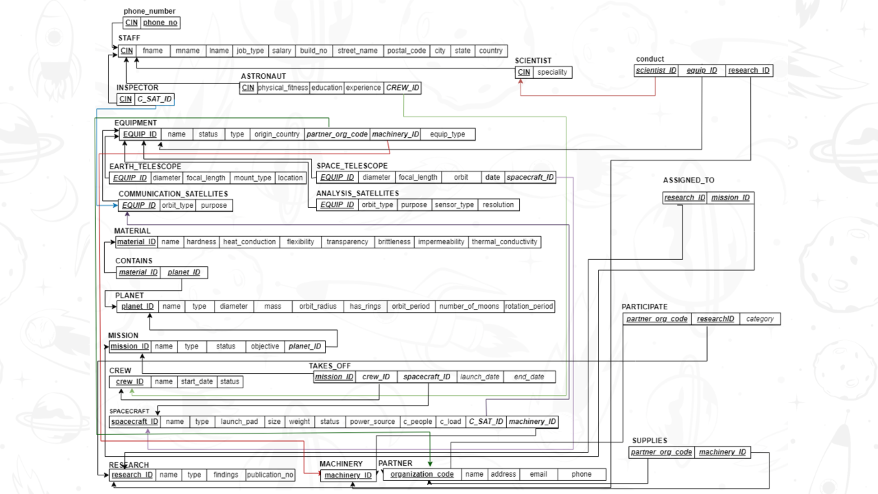 phone_number
CIN phone_no
STAFF
CIN fname mname lname job_type salary build_no street_name postal_code city state country
SCIENTIST
CIN speciality
conduct
scientist_ID equip_ID research_ID
ASTRONAUT
CIN physical_fitness education experience CREW_ID
INSPECTOR
CIN C_SAT_ID
EQUIPMENT
EQUIP_ID name status type origin_country partner_org_code machinery_ID equip_type
EARTH_TELESCOPE
EQUIP_ID diameter focal_length mount_type location
SPACE_TELESCOPE
EQUIP_ID diameter focal_length orbit date spacecraft_ID
COMMUNICATION_SATELLITES
EQUIP_ID orbit_type purpose
ANALYSIS_SATELLITES
EQUIP_ID orbit_type purpose sensor_type resolution
ASSIGNED_TO
research_ID mission_ID
MATERIAL
material_ID name hardness heat_conduction flexibility transparency brittleness impermeability thermal_conductivity
CONTAINS
material_ID planet_ID
PLANET
planet_ID name type diameter mass orbit_radius has_rings orbit_period number_of_moons rotation_period
PARTICIPATE
partner_org_code researchID category
MISSION
mission_ID name type status objective planet_ID
TAKES_OFF
mission_ID crew_ID spacecraft_ID launch_date end_date
CREW
crew_ID name start_date status
SPACECRAFT
spacecraft_ID name type launch_pad size weight status power_source c_people c_load C_SAT_ID machinery_ID
SUPPLIES
partner_org_code machinery_ID
RESEARCH
research_ID name type findings publication_no
MACHINERY
machinery_ID
PARTNER
organization_code name address email phone